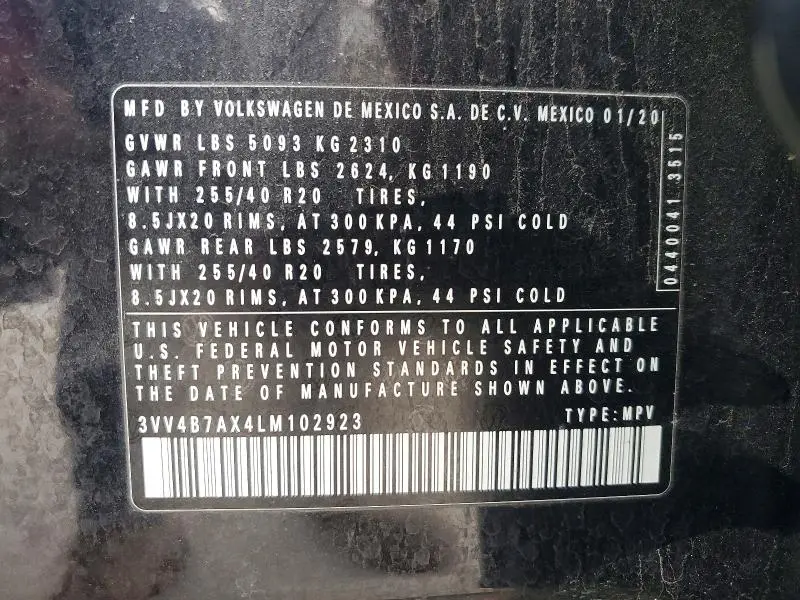 MFD BY VOLKSWAGEN DE MEXICO S.A. DE C.V. MEXICO 01/20
GVWR LBS 5093 KG 2310
GAWR FRONT LBS 2624, KG 1190
WITH 255/40 R20 TIRES,
8.5JX20 RIMS, AT 300 KPA, 44 PSI COLD
GAWR REAR LBS 2579, KG 1170
WITH 255/40 R20 TIRES,
8.5JX20 RIMS, AT 300 KPA, 44 PSI COLD
0440041 3515
THIS VEHICLE CONFORMS TO ALL APPLICABLE
U.S. FEDERAL MOTOR VEHICLE SAFETY AND
THEFT PREVENTION STANDARDS IN EFFECT ON
THE DATE OF MANUFACTURE SHOWN ABOVE.
3VV4B7AX4LM102923 TYPE: MPV